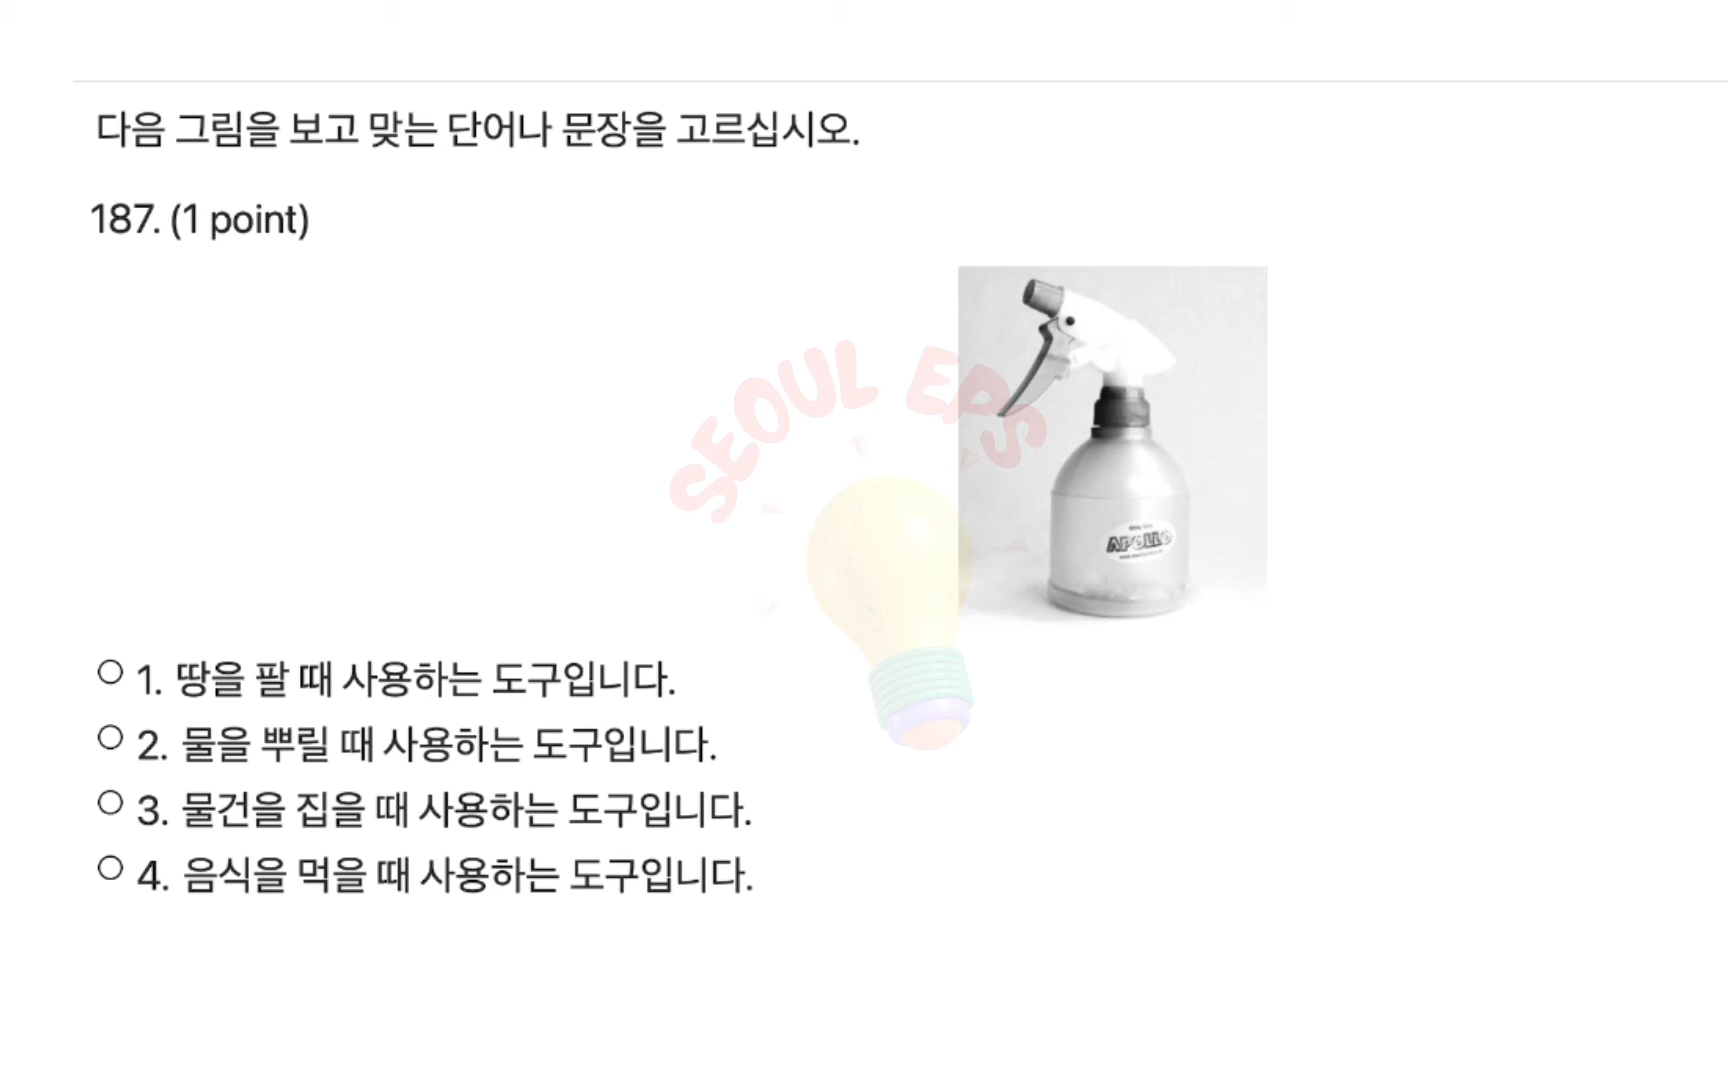 다음 그림을 보고 맞는 단어나 문장을 고르십시오.
187. (1 point)
SEOUL EPS
APOLLO
1. 땅을 팔 때 사용하는 도구입니다.
2. 물을 뿌릴 때 사용하는 도구입니다.
3. 물건을 집을 때 사용하는 도구입니다.
4. 음식을 먹을 때 사용하는 도구입니다.